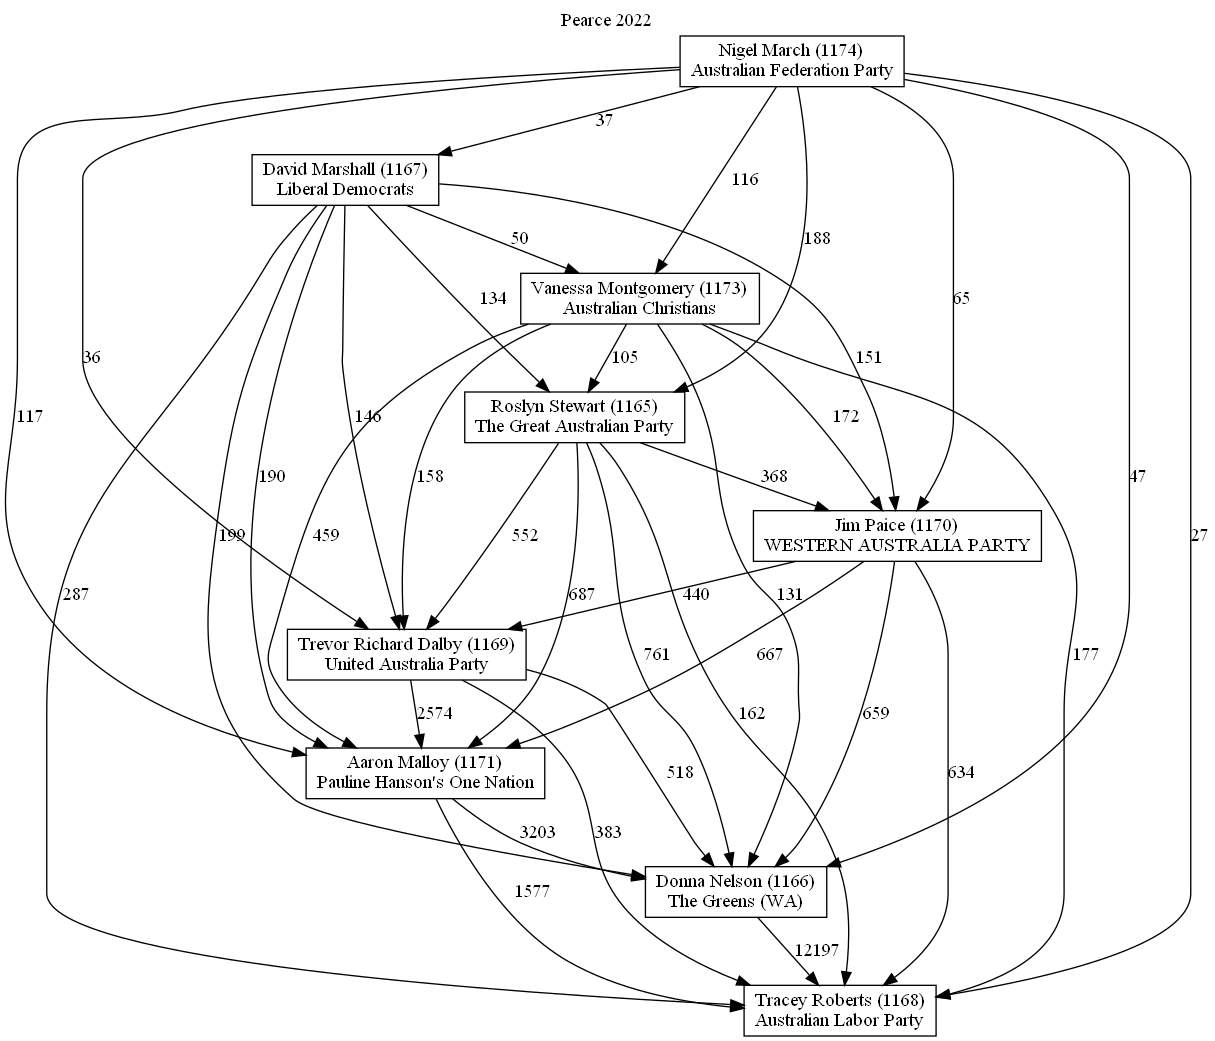 Pearce 2022
Nigel March (1174)
Australian Federation Party
37
David Marshall (1167)
Liberal Democrats
116
188
50
Vanessa Montgomery (1173)
Australian Christians
134
65
36
105
151
Roslyn Stewart (1165)
The Great Australian Party
117
146
172
190
158
368
47
Jim Paice (1170)
WESTERN AUSTRALIA PARTY
199
459
552
27
287
687
440
131
Trevor Richard Dalby (1169)
United Australia Party
761
667
177
2574
162
659
Aaron Malloy (1171)
Pauline Hanson's One Nation
518
634
3203
383
Donna Nelson (1166)
The Greens (WA)
1577
12197
Tracey Roberts (1168)
Australian Labor Party